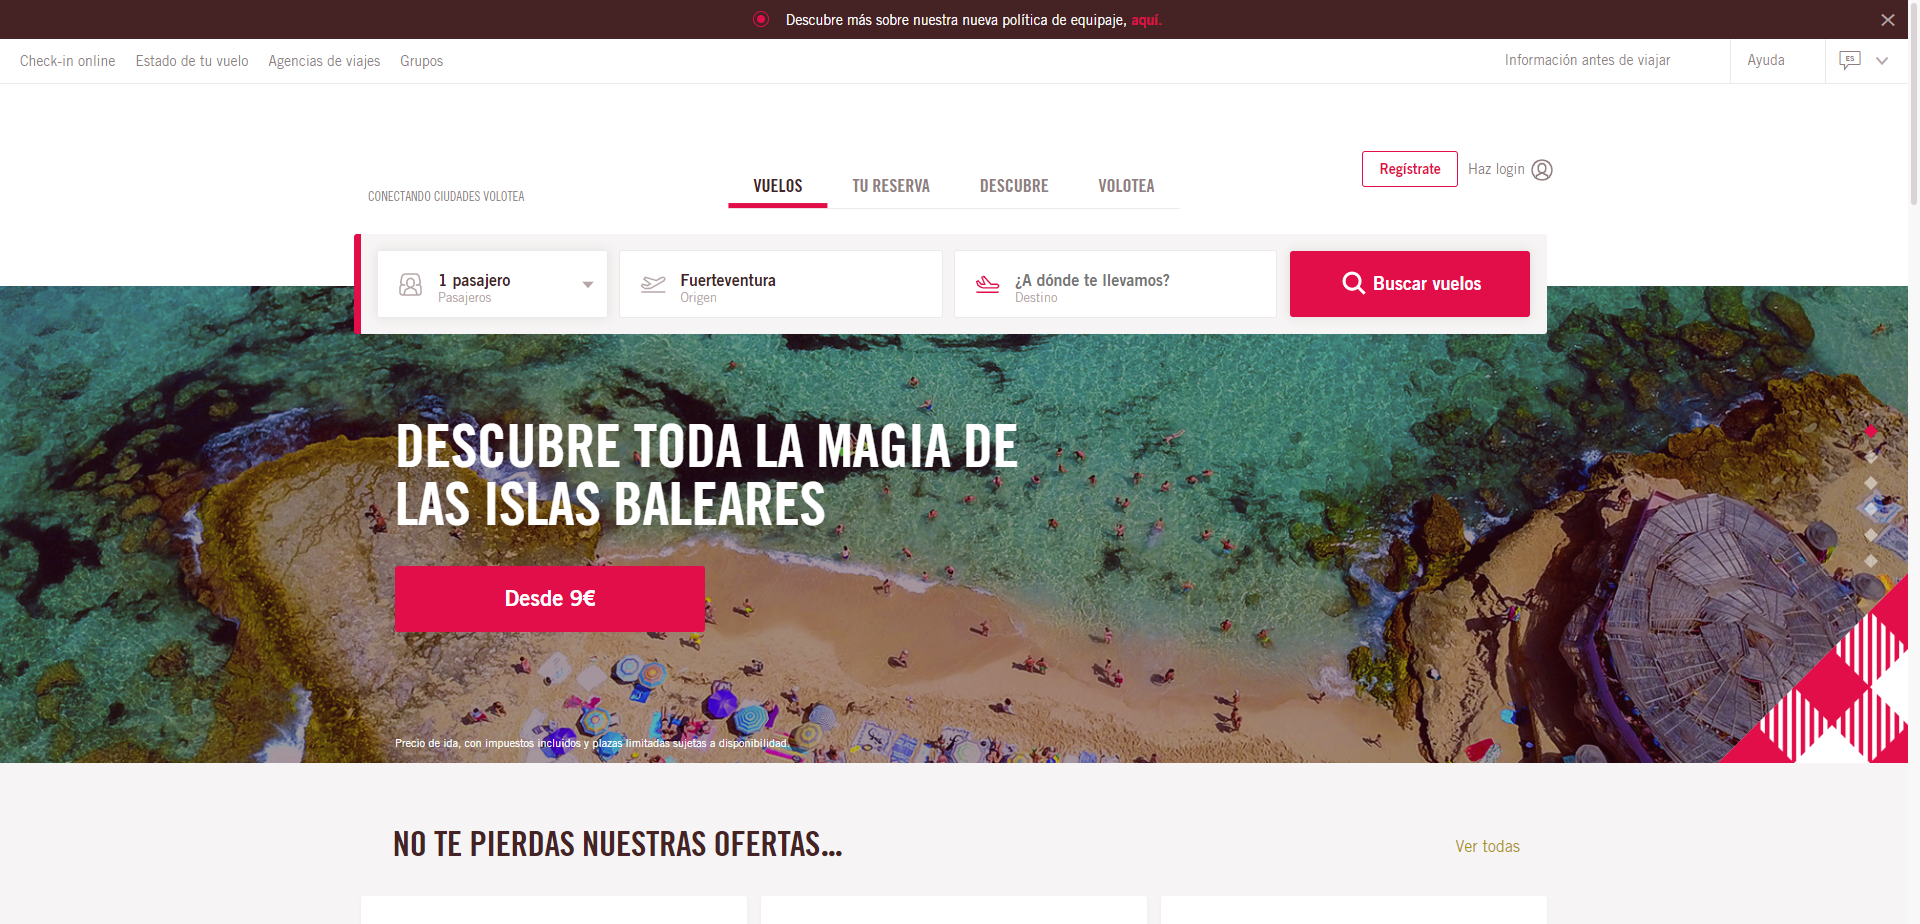 Descubre más sobre nuestra nueva política de equipaje, aquí.
Check-in online
Estado de tu vuelo
Agencias de viajes
Grupos
Información antes de viajar
Ayuda
ES
Regístrate
Haz login
CONECTANDO CIUDADES VOLOTEA
VUELOS
TU RESERVA
DESCUBRE
VOLOTEA
1 pasajero
Pasajeros
Fuerteventura
Origen
¿A dónde te llevamos?
Destino
Buscar vuelos
DESCUBRE TODA LA MAGIA DE
LAS ISLAS BALEARES
Desde 9€
Precio de ida, con impuestos incluidos y plazas limitadas sujetas a disponibilidad.
NO TE PIERDAS NUESTRAS OFERTAS...
Ver todas